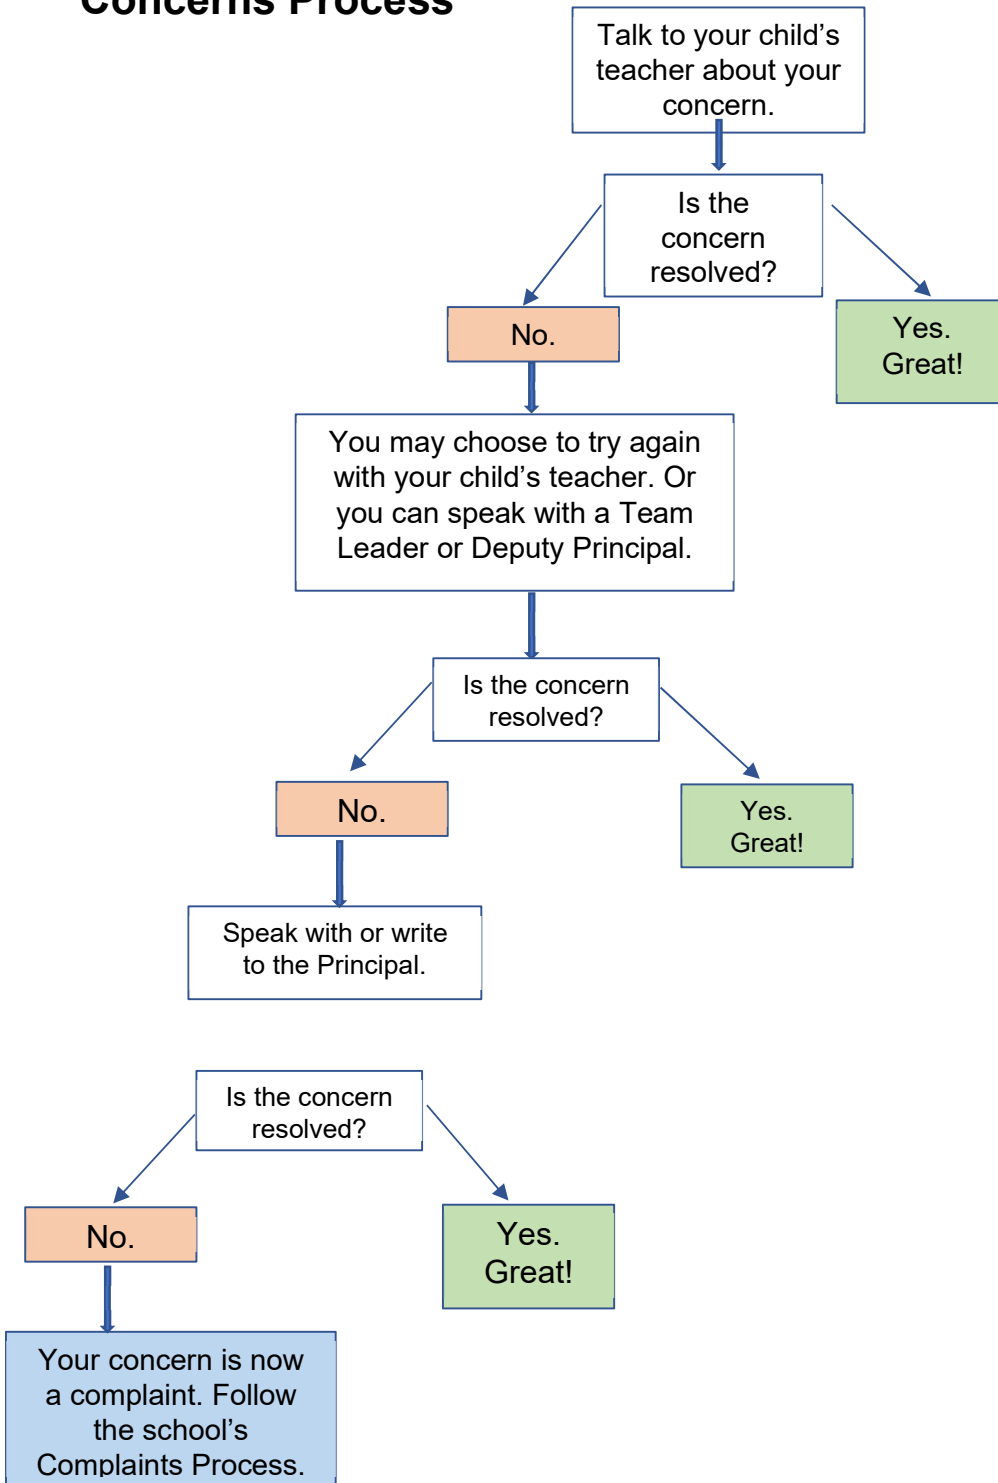 Concerns Process
Talk to your child’s
teacher about your
concern.
Is the
concern
resolved?
No.
Yes.
Great!
You may choose to try again
with your child’s teacher. Or
you can speak with a Team
Leader or Deputy Principal.
Is the concern
resolved?
No.
Yes.
Great!
Speak with or write
to the Principal.
Is the concern
resolved?
No.
Yes.
Great!
Your concern is now
a complaint. Follow
the school’s
Complaints Process.